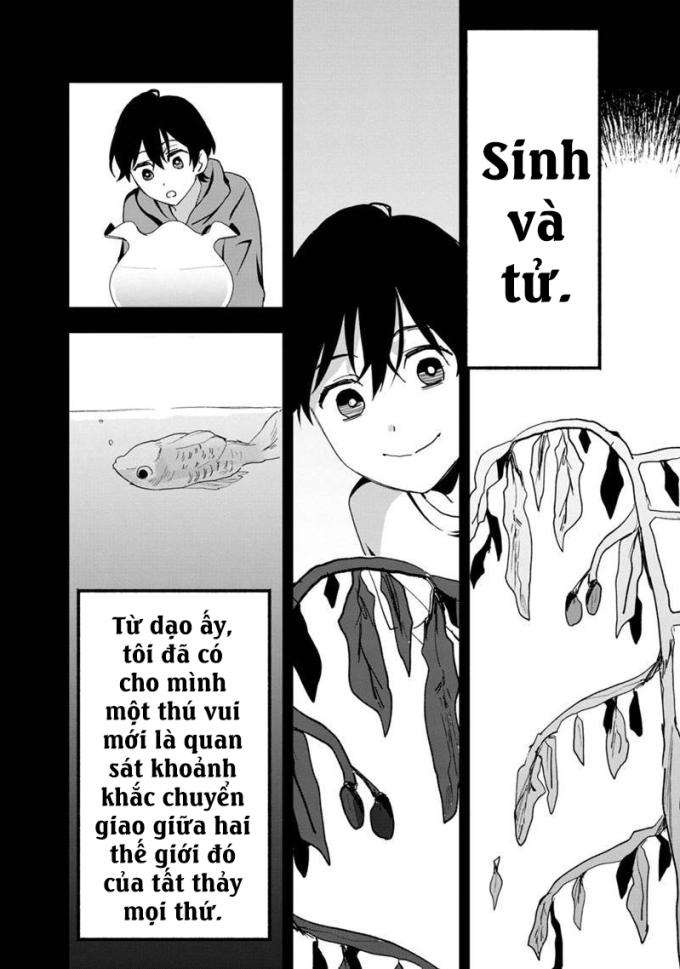 Sinh
và
tử.
Từ dạo ấy,
tôi đã có
cho mình
một thú vui
mới là quan
sát khoảnh
khắc chuyển
giao giữa hai
thế giới đó
của tất thảy
mọi thứ.